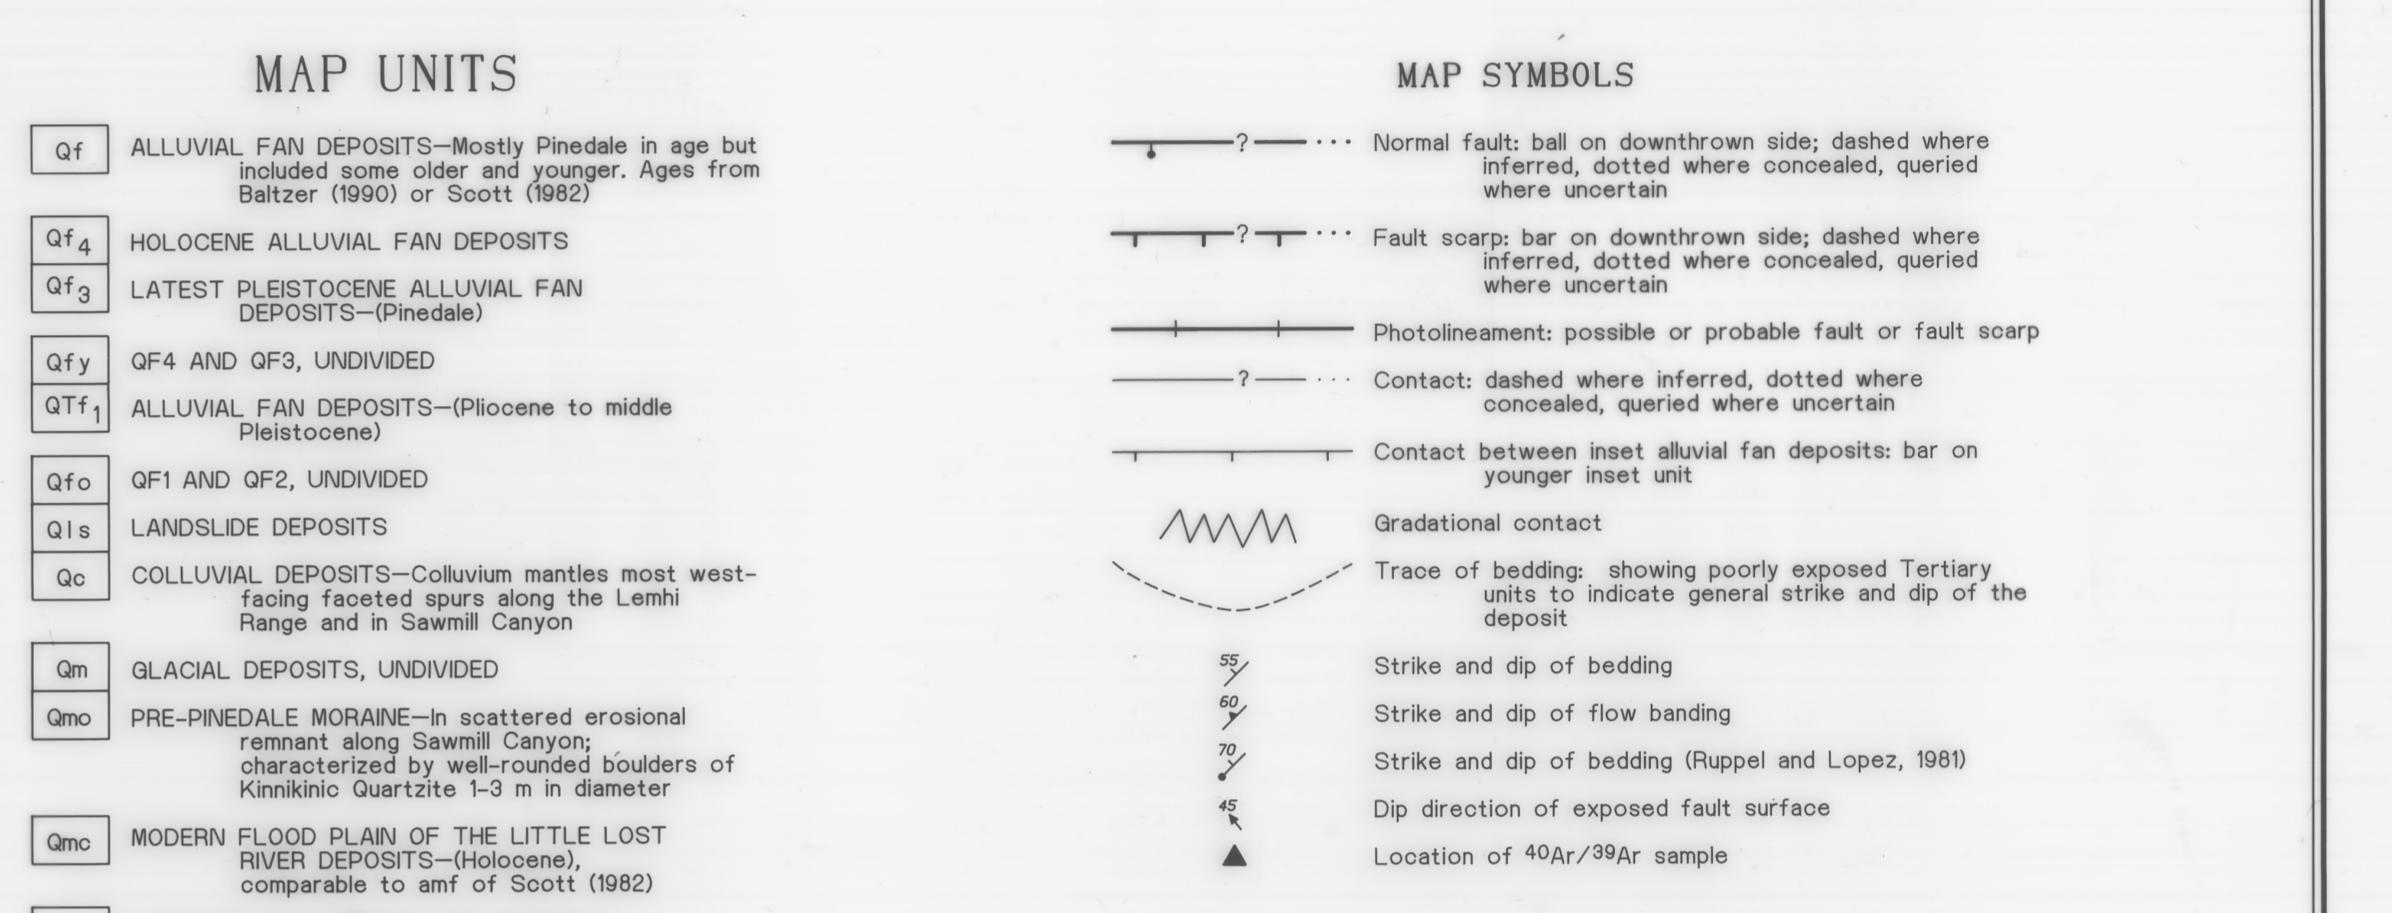 MAP UNITS
Qf
ALLUVIAL FAN DEPOSITS—Mostly Pinedale in age but
included some older and younger. Ages from
Baltzer (1990) or Scott (1982)
Qf4
HOLOCENE ALLUVIAL FAN DEPOSITS
Qf3
LATEST PLEISTOCENE ALLUVIAL FAN
DEPOSITS—(Pinedale)
Qfy
QF4 AND QF3, UNDIVIDED
QTf1
ALLUVIAL FAN DEPOSITS—(Pliocene to middle
Pleistocene)
Qfo
QF1 AND QF2, UNDIVIDED
Qls
LANDSLIDE DEPOSITS
Qc
COLLUVIAL DEPOSITS—Colluvium mantles most west-
facing faceted spurs along the Lemhi
Range and in Sawmill Canyon
Qm
GLACIAL DEPOSITS, UNDIVIDED
Qmo
PRE-PINEDALE MORAINE—In scattered erosional
remnant along Sawmill Canyon;
characterized by well-rounded boulders of
Kinnikinic Quartzite 1-3 m in diameter
Qmc
MODERN FLOOD PLAIN OF THE LITTLE LOST
RIVER DEPOSITS—(Holocene),
comparable to amf of Scott (1982)
MAP SYMBOLS
?
Normal fault: ball on downthrown side; dashed where
inferred, dotted where concealed, queried
where uncertain
?
Fault scarp: bar on downthrown side; dashed where
inferred, dotted where concealed, queried
where uncertain
Photolineament: possible or probable fault or fault scarp
?
Contact: dashed where inferred, dotted where
concealed, queried where uncertain
Contact between inset alluvial fan deposits: bar on
younger inset unit
Gradational contact
Trace of bedding: showing poorly exposed Tertiary
units to indicate general strike and dip of the
deposit
55
Strike and dip of bedding
60
Strike and dip of flow banding
70
Strike and dip of bedding (Ruppel and Lopez, 1981)
45
Dip direction of exposed fault surface
Location of 40Ar/39Ar sample